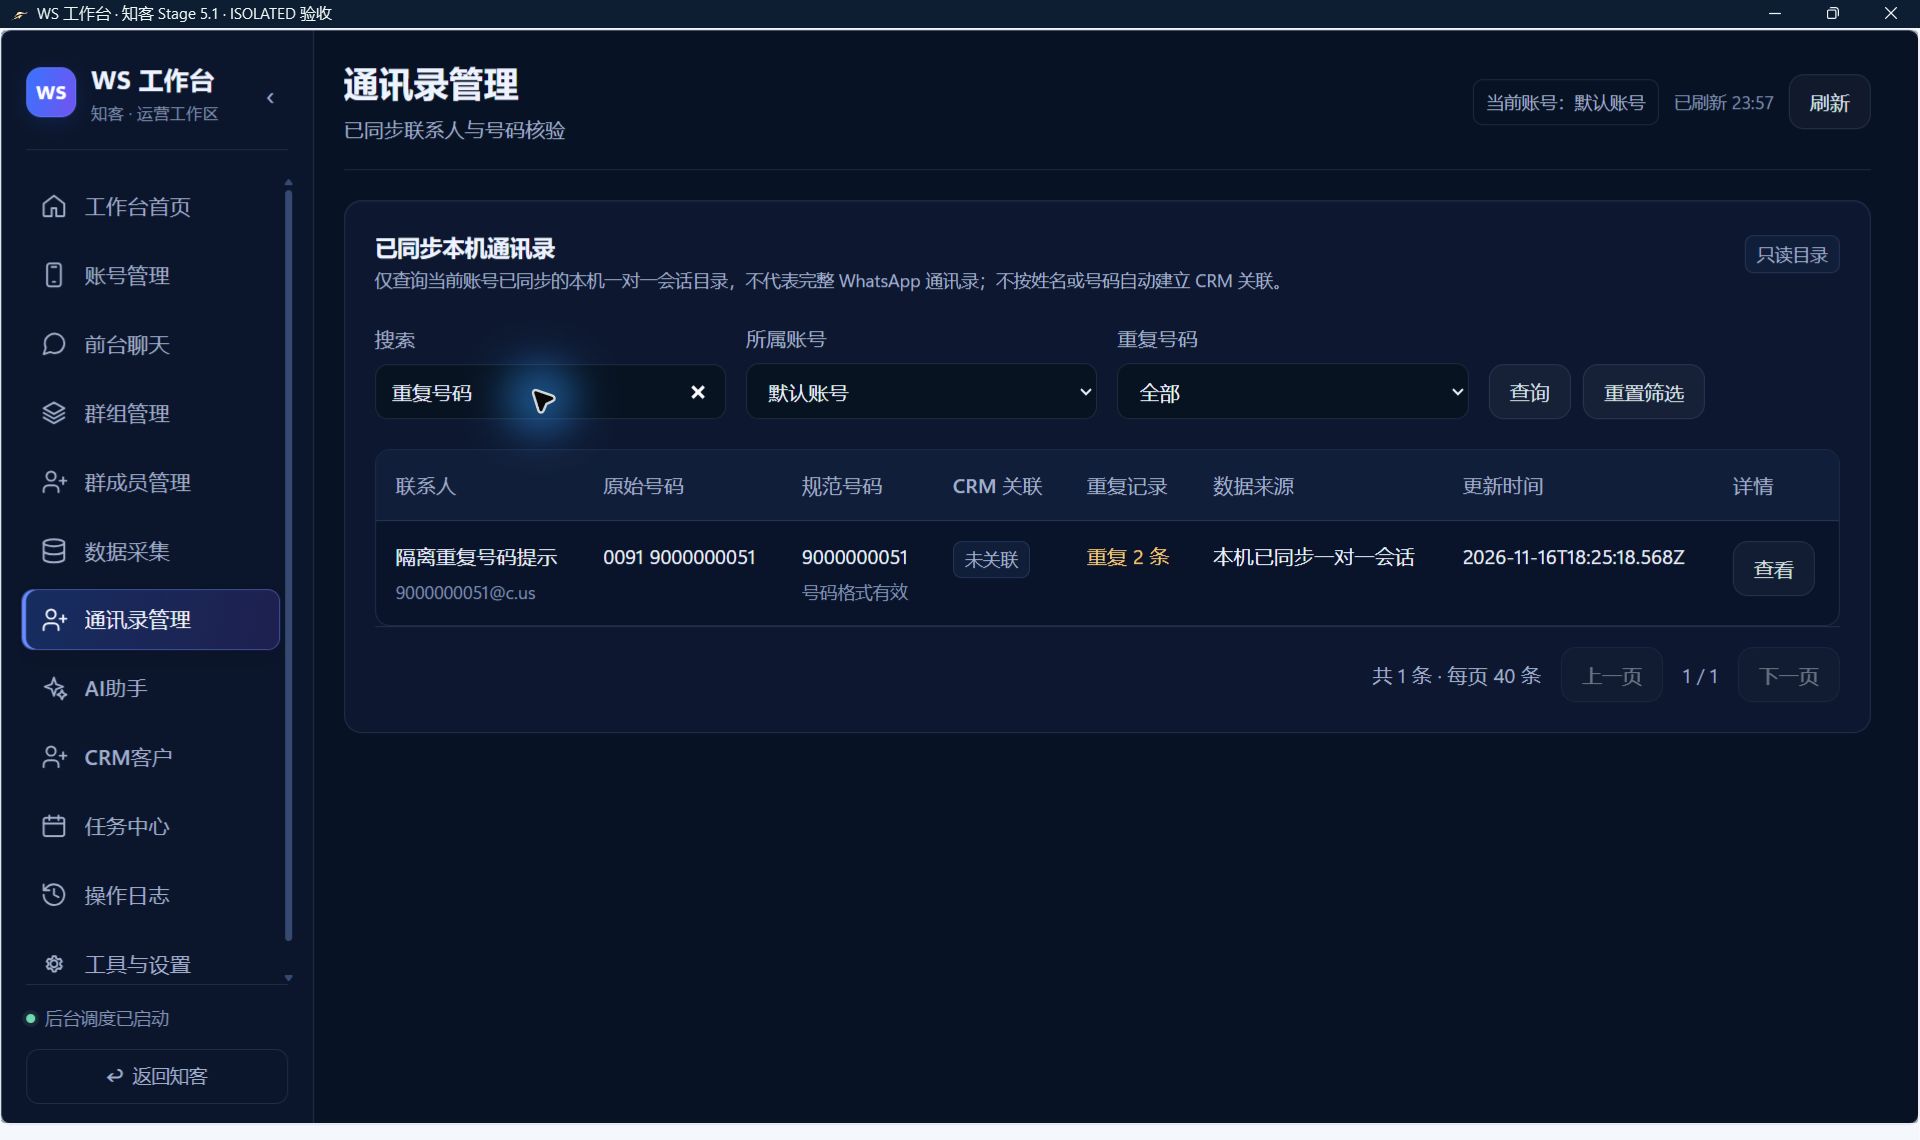 WS 工作台 · 知客 Stage 5.1 · ISOLATED 验收
WS
WS 工作台
知客 · 运营工作区
工作台首页
账号管理
前台聊天
群组管理
群成员管理
数据采集
通讯录管理
AI助手
CRM客户
任务中心
操作日志
工具与设置
后台调度已启动
返回知客
通讯录管理
已同步联系人与号码核验
当前账号：默认账号
已刷新 23:57
刷新
已同步本机通讯录
仅查询当前账号已同步的本机一对一会话目录，不代表完整 WhatsApp 通讯录；不按姓名或号码自动建立 CRM 关联。
只读目录
搜索
所属账号
重复号码
重复号码
默认账号
全部
查询
重置筛选
联系人 原始号码 规范号码 CRM 关联 重复记录 数据来源 更新时间 详情
隔离重复号码提示 0091 9000000051 9000000051 未关联 重复 2 条 本机已同步一对一会话 2026-11-16T18:25:18.568Z 查看
9000000051@c.us 号码格式有效
共 1 条 · 每页 40 条
上一页
1 / 1
下一页